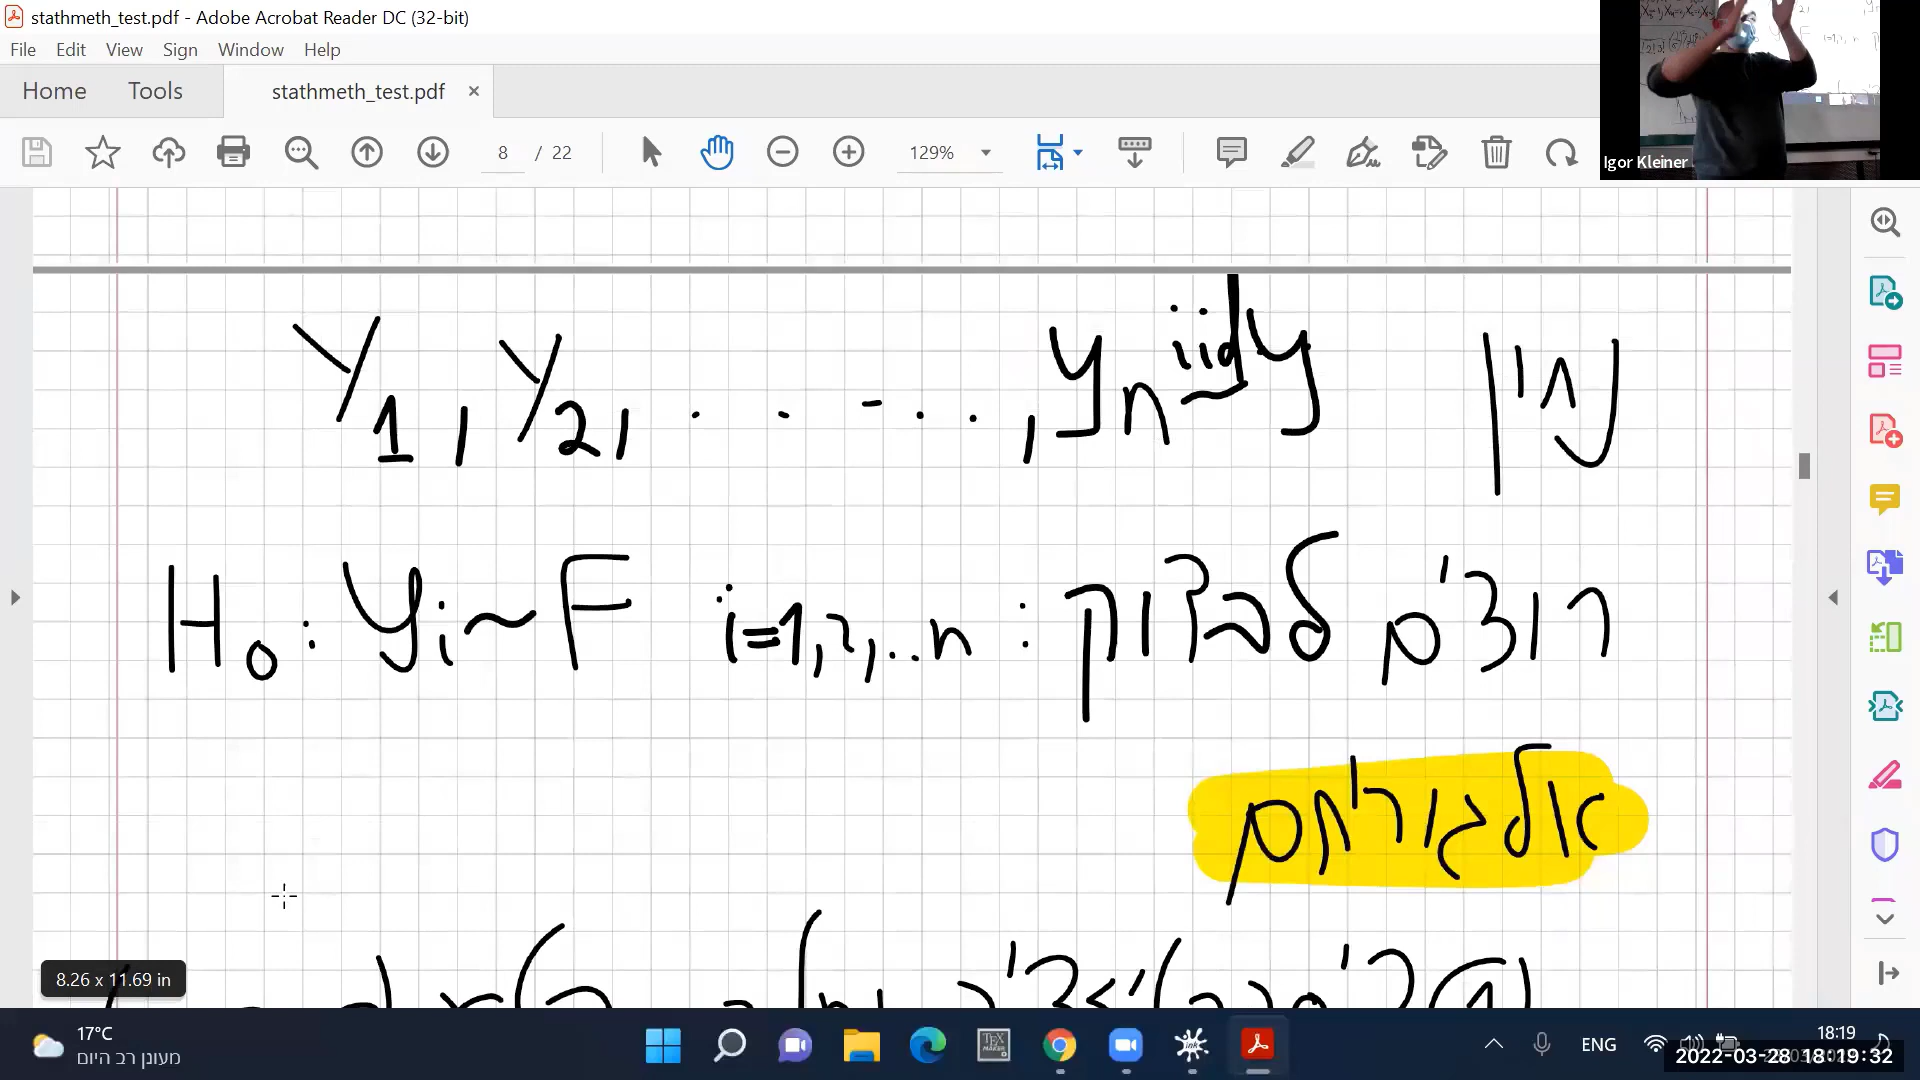 stathmeth_test.pdf - Adobe Acrobat Reader DC (32-bit)
File Edit View Sign Window Help
Home Tools stathmeth_test.pdf ×
8 / 22 129%
Igor Kleiner
נתון Y1, Y2, . . . . . . , Yn iid~ Y
רוצים לבדוק : H0 : Yi ~ F i=1,2,..n
אלגוריתם
8.26 x 11.69 in
17°C
מעונן רב היום
ENG
18:19
2022-03-28 18:19:32